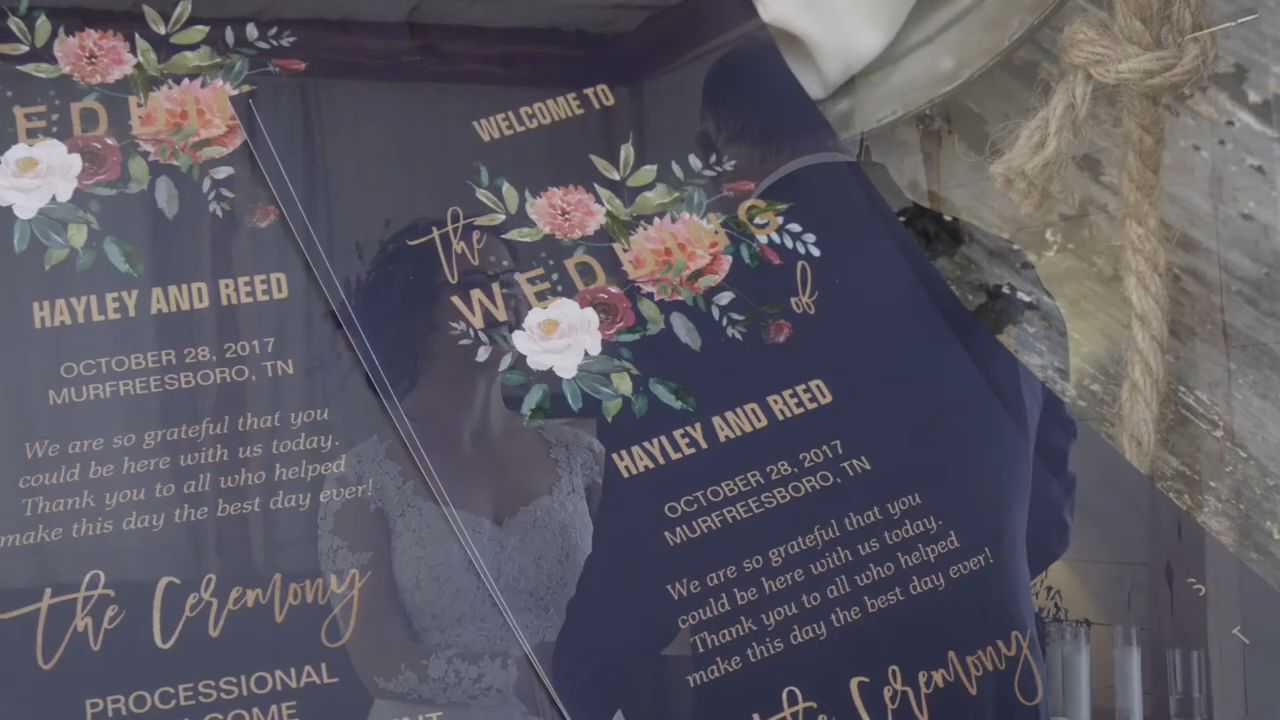 EDDIN
HAYLEY AND REED
OCTOBER 28, 2017
MURFREESBORO, TN
We are so grateful that you
could be here with us today.
Thank you to all who helped
make this day the best day ever!
the Ceremony
PROCESSIONAL
WELCOME TO
the
WEDDING
of
HAYLEY AND REED
OCTOBER 28, 2017
MURFREESBORO, TN
We are so grateful that you
could be here with us today.
Thank you to all who helped
make this day the best day ever!
the Ceremony